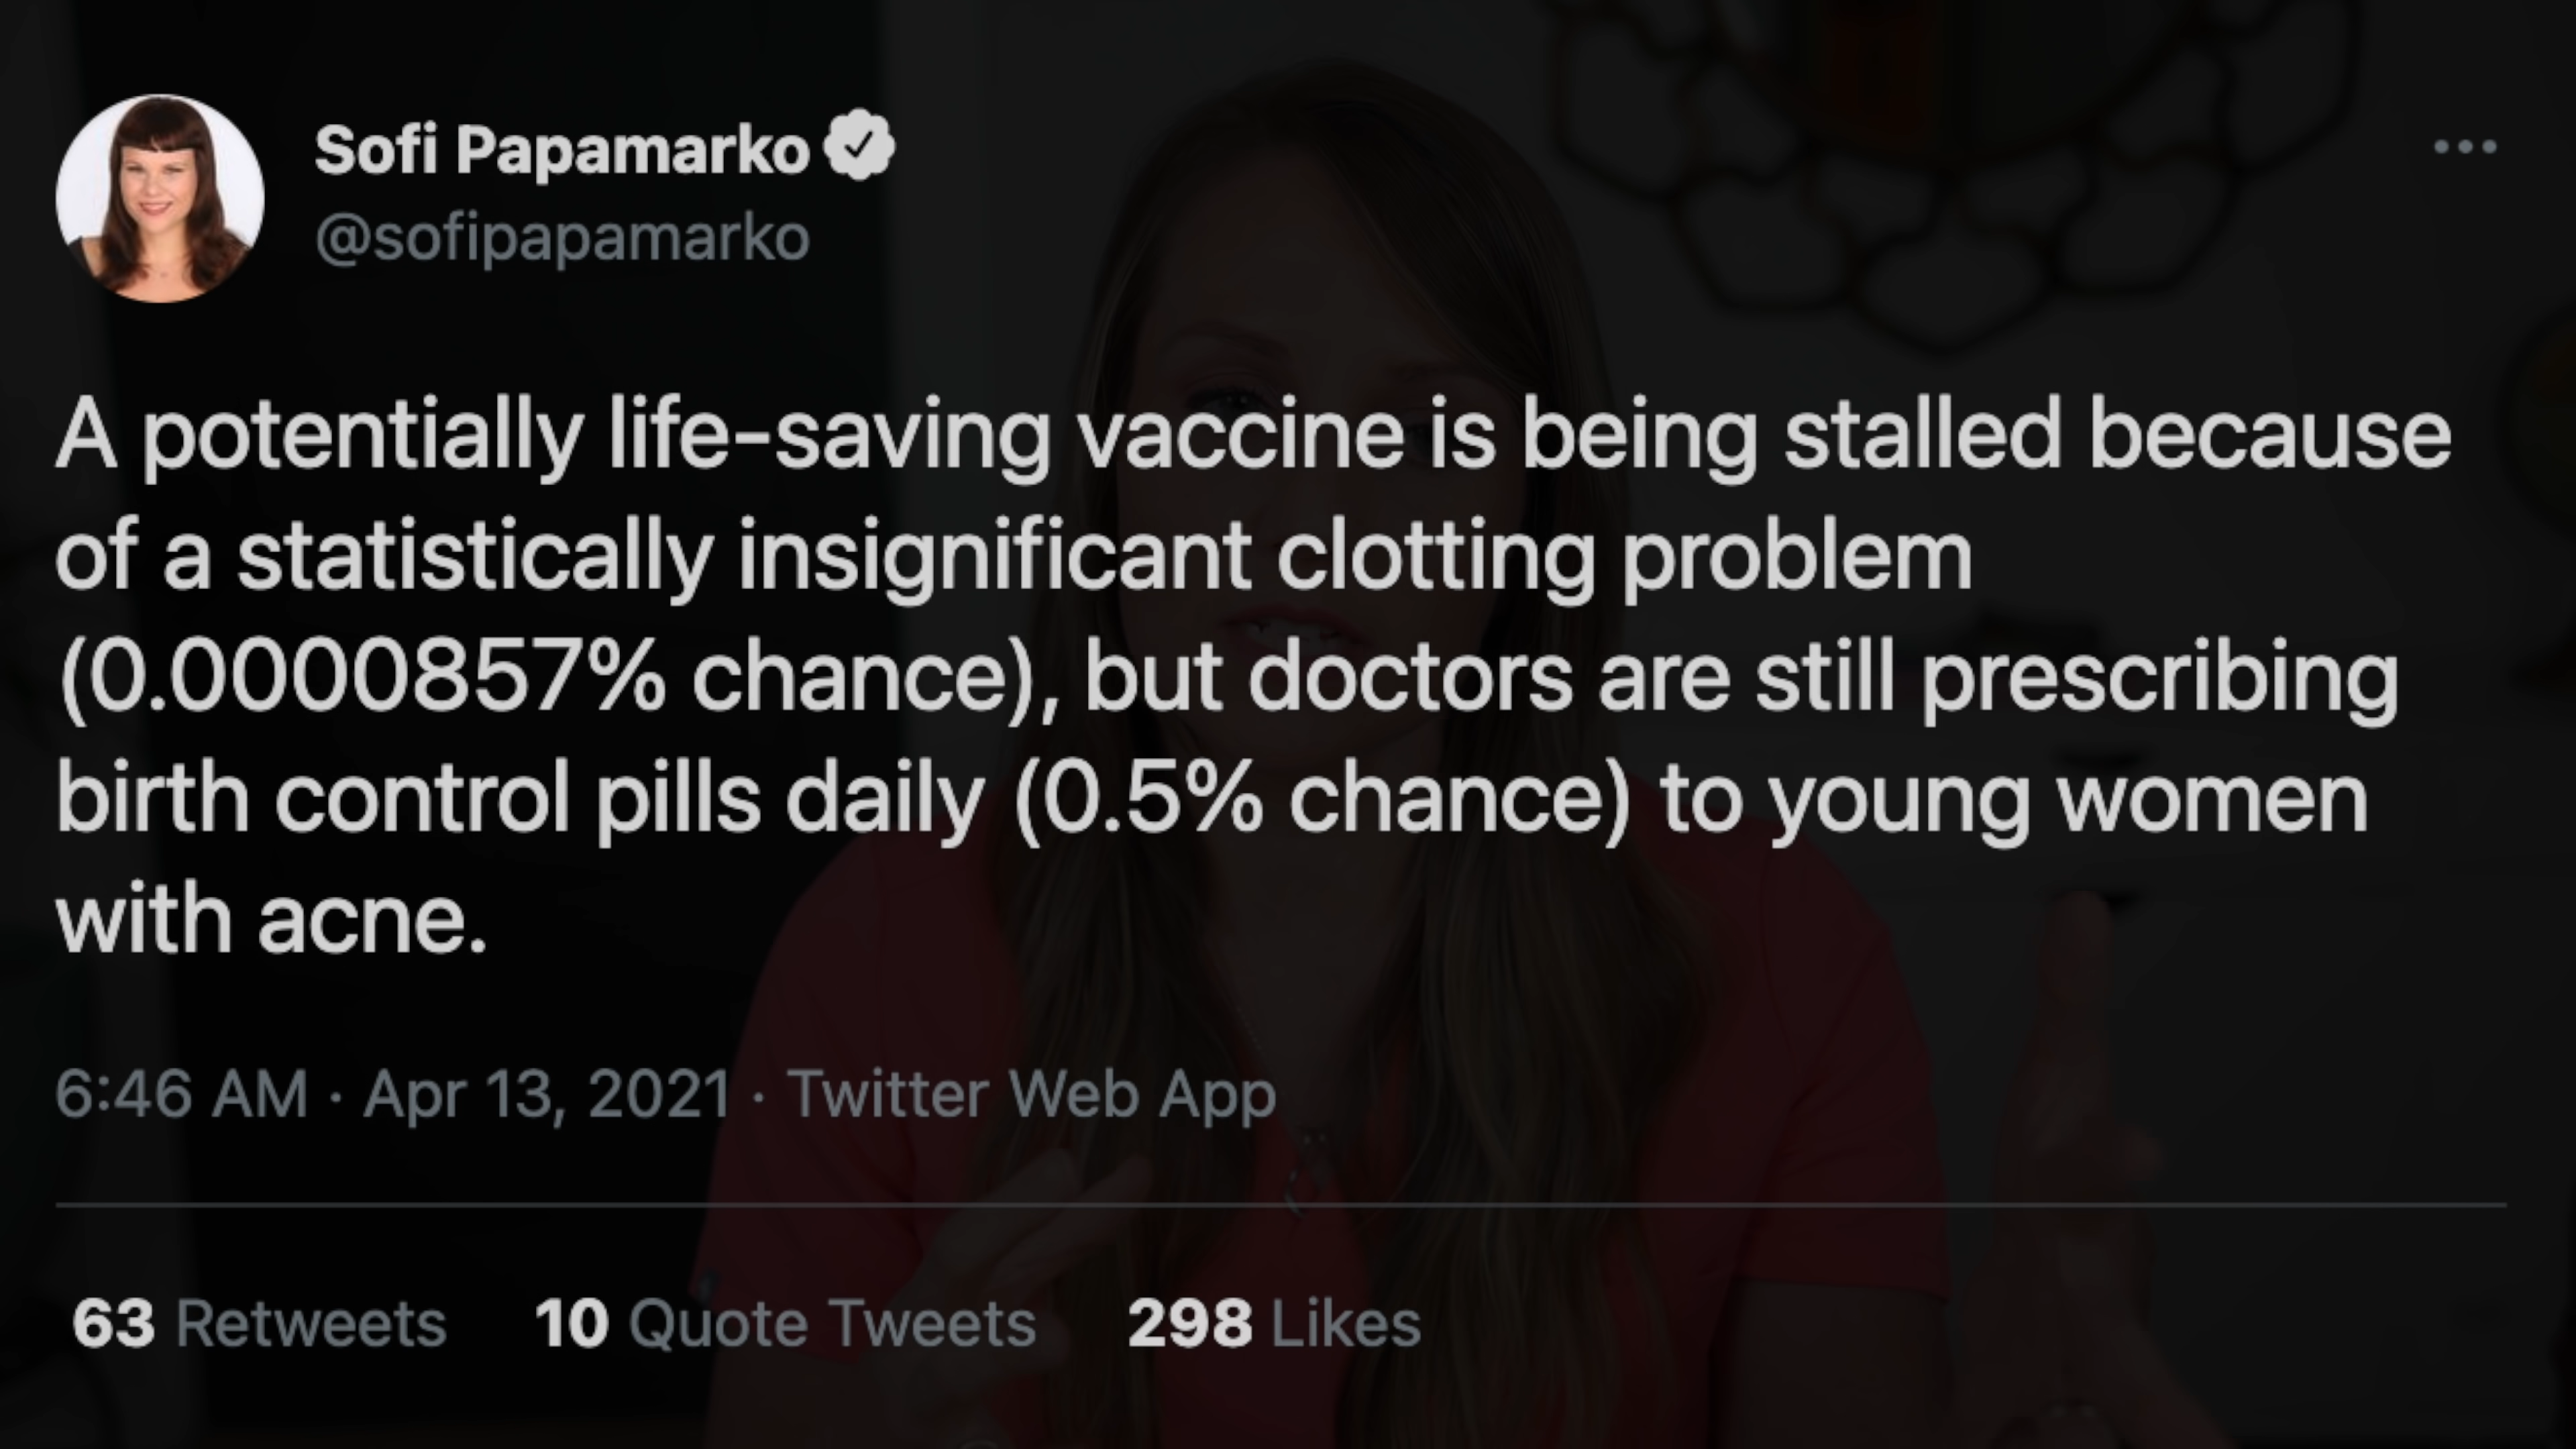 Sofi Papamarko
@sofipapamarko
A potentially life-saving vaccine is being stalled because
of a statistically insignificant clotting problem
(0.0000857% chance), but doctors are still prescribing
birth control pills daily (0.5% chance) to young women
with acne.
6:46 AM · Apr 13, 2021 · Twitter Web App
63 Retweets 10 Quote Tweets 298 Likes